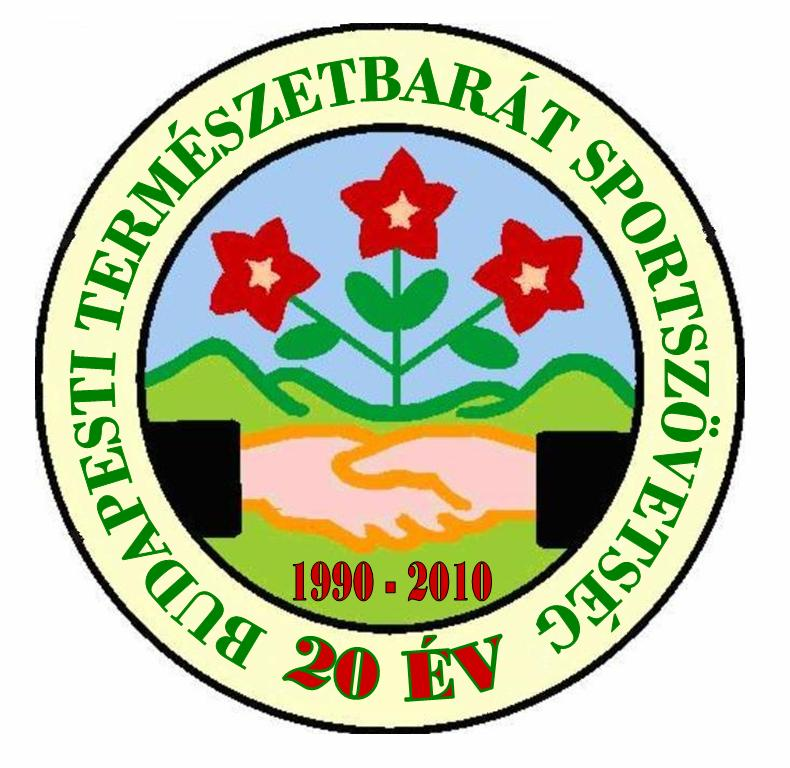 BUDAPESTI TERMÉSZETBARÁT SPORTSZÖVETSÉG
1990 - 2010
20 ÉV